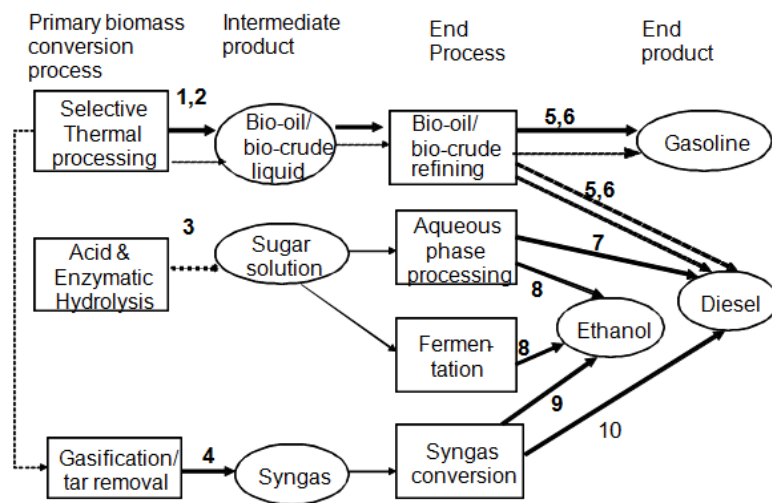 Primary biomass
conversion
process
Intermediate
product
End
Process
End
product
Selective
Thermal
processing
1,2
Bio-oil/
bio-crude
liquid
Bio-oil/
bio-crude
refining
5,6
Gasoline
5,6
Acid &
Enzymatic
Hydrolysis
3
Sugar
solution
Aqueous
phase
processing
7
8
Diesel
Ethanol
Fermen-
tation
8
9
10
Gasification/
tar removal
4
Syngas
Syngas
conversion